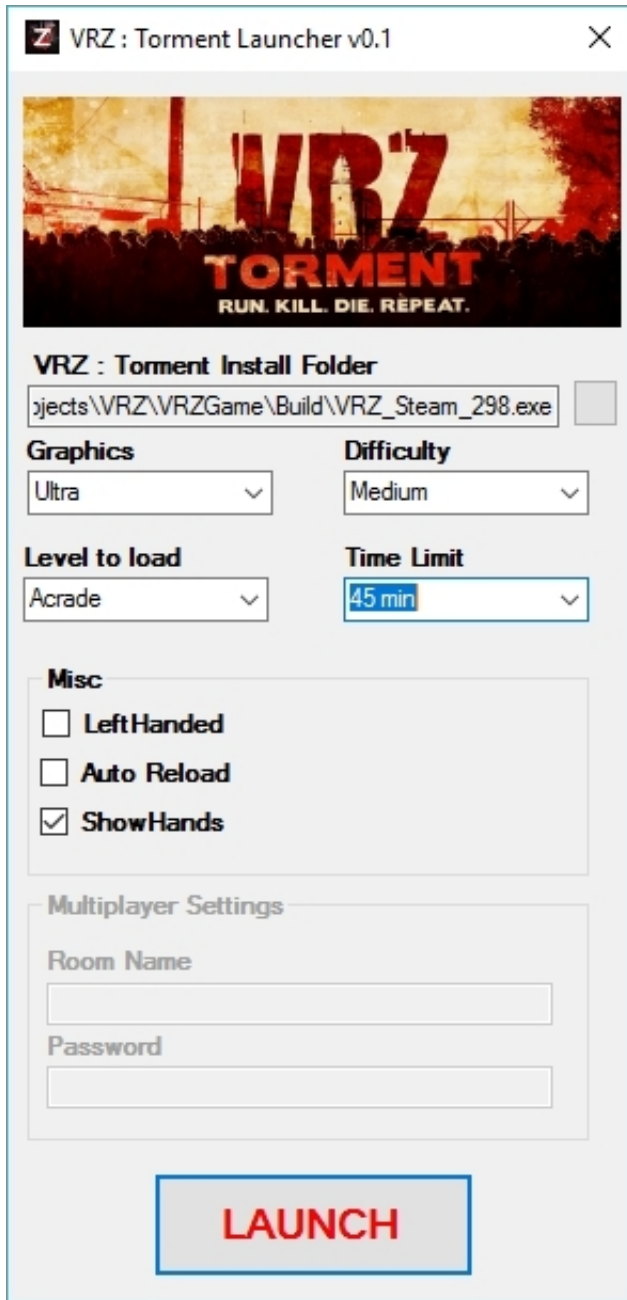 Z VRZ : Torment Launcher v0.1
VRZ
TORMENT
RUN. KILL. DIE. REPEAT.
VRZ : Torment Install Folder
ojects\VRZ\VRZGame\Build\VRZ_Steam_298.exe
Graphics Difficulty
Ultra Medium
Level to load Time Limit
Acrade 45 min
Misc
LeftHanded
Auto Reload
ShowHands
Multiplayer Settings
Room Name
Password
LAUNCH